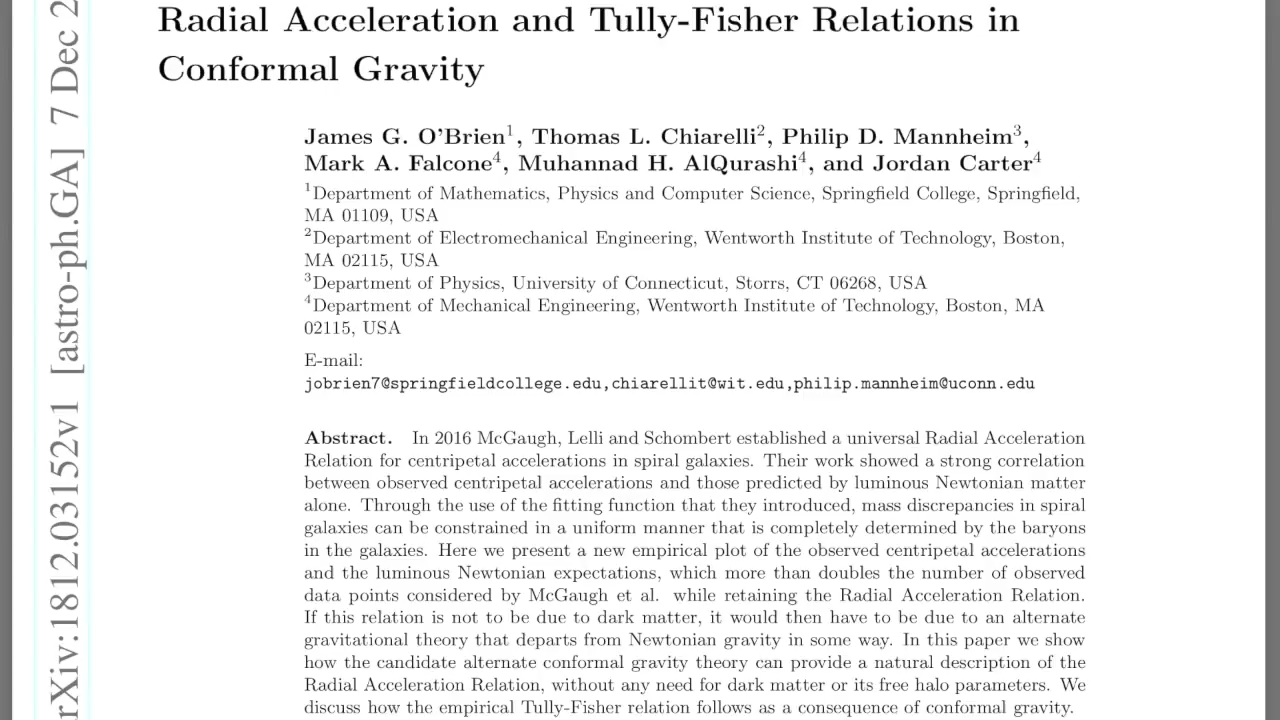 Radial Acceleration and Tully-Fisher Relations in
Conformal Gravity
James G. O'Brien1, Thomas L. Chiarelli2, Philip D. Mannheim3,
Mark A. Falcone4, Muhannad H. AlQurashi4, and Jordan Carter4
1Department of Mathematics, Physics and Computer Science, Springfield College, Springfield,
MA 01109, USA
2Department of Electromechanical Engineering, Wentworth Institute of Technology, Boston,
MA 02115, USA
3Department of Physics, University of Connecticut, Storrs, CT 06268, USA
4Department of Mechanical Engineering, Wentworth Institute of Technology, Boston, MA
02115, USA
E-mail:
jobrien7@springfieldcollege.edu,chiarellit@wit.edu,philip.mannheim@uconn.edu
Abstract. In 2016 McGaugh, Lelli and Schombert established a universal Radial Acceleration
Relation for centripetal accelerations in spiral galaxies. Their work showed a strong correlation
between observed centripetal accelerations and those predicted by luminous Newtonian matter
alone. Through the use of the fitting function that they introduced, mass discrepancies in spiral
galaxies can be constrained in a uniform manner that is completely determined by the baryons
in the galaxies. Here we present a new empirical plot of the observed centripetal accelerations
and the luminous Newtonian expectations, which more than doubles the number of observed
data points considered by McGaugh et al. while retaining the Radial Acceleration Relation.
If this relation is not to be due to dark matter, it would then have to be due to an alternate
gravitational theory that departs from Newtonian gravity in some way. In this paper we show
how the candidate alternate conformal gravity theory can provide a natural description of the
Radial Acceleration Relation, without any need for dark matter or its free halo parameters. We
discuss how the empirical Tully-Fisher relation follows as a consequence of conformal gravity.
rXiv:1812.03152v1 [astro-ph.GA] 7 Dec 2